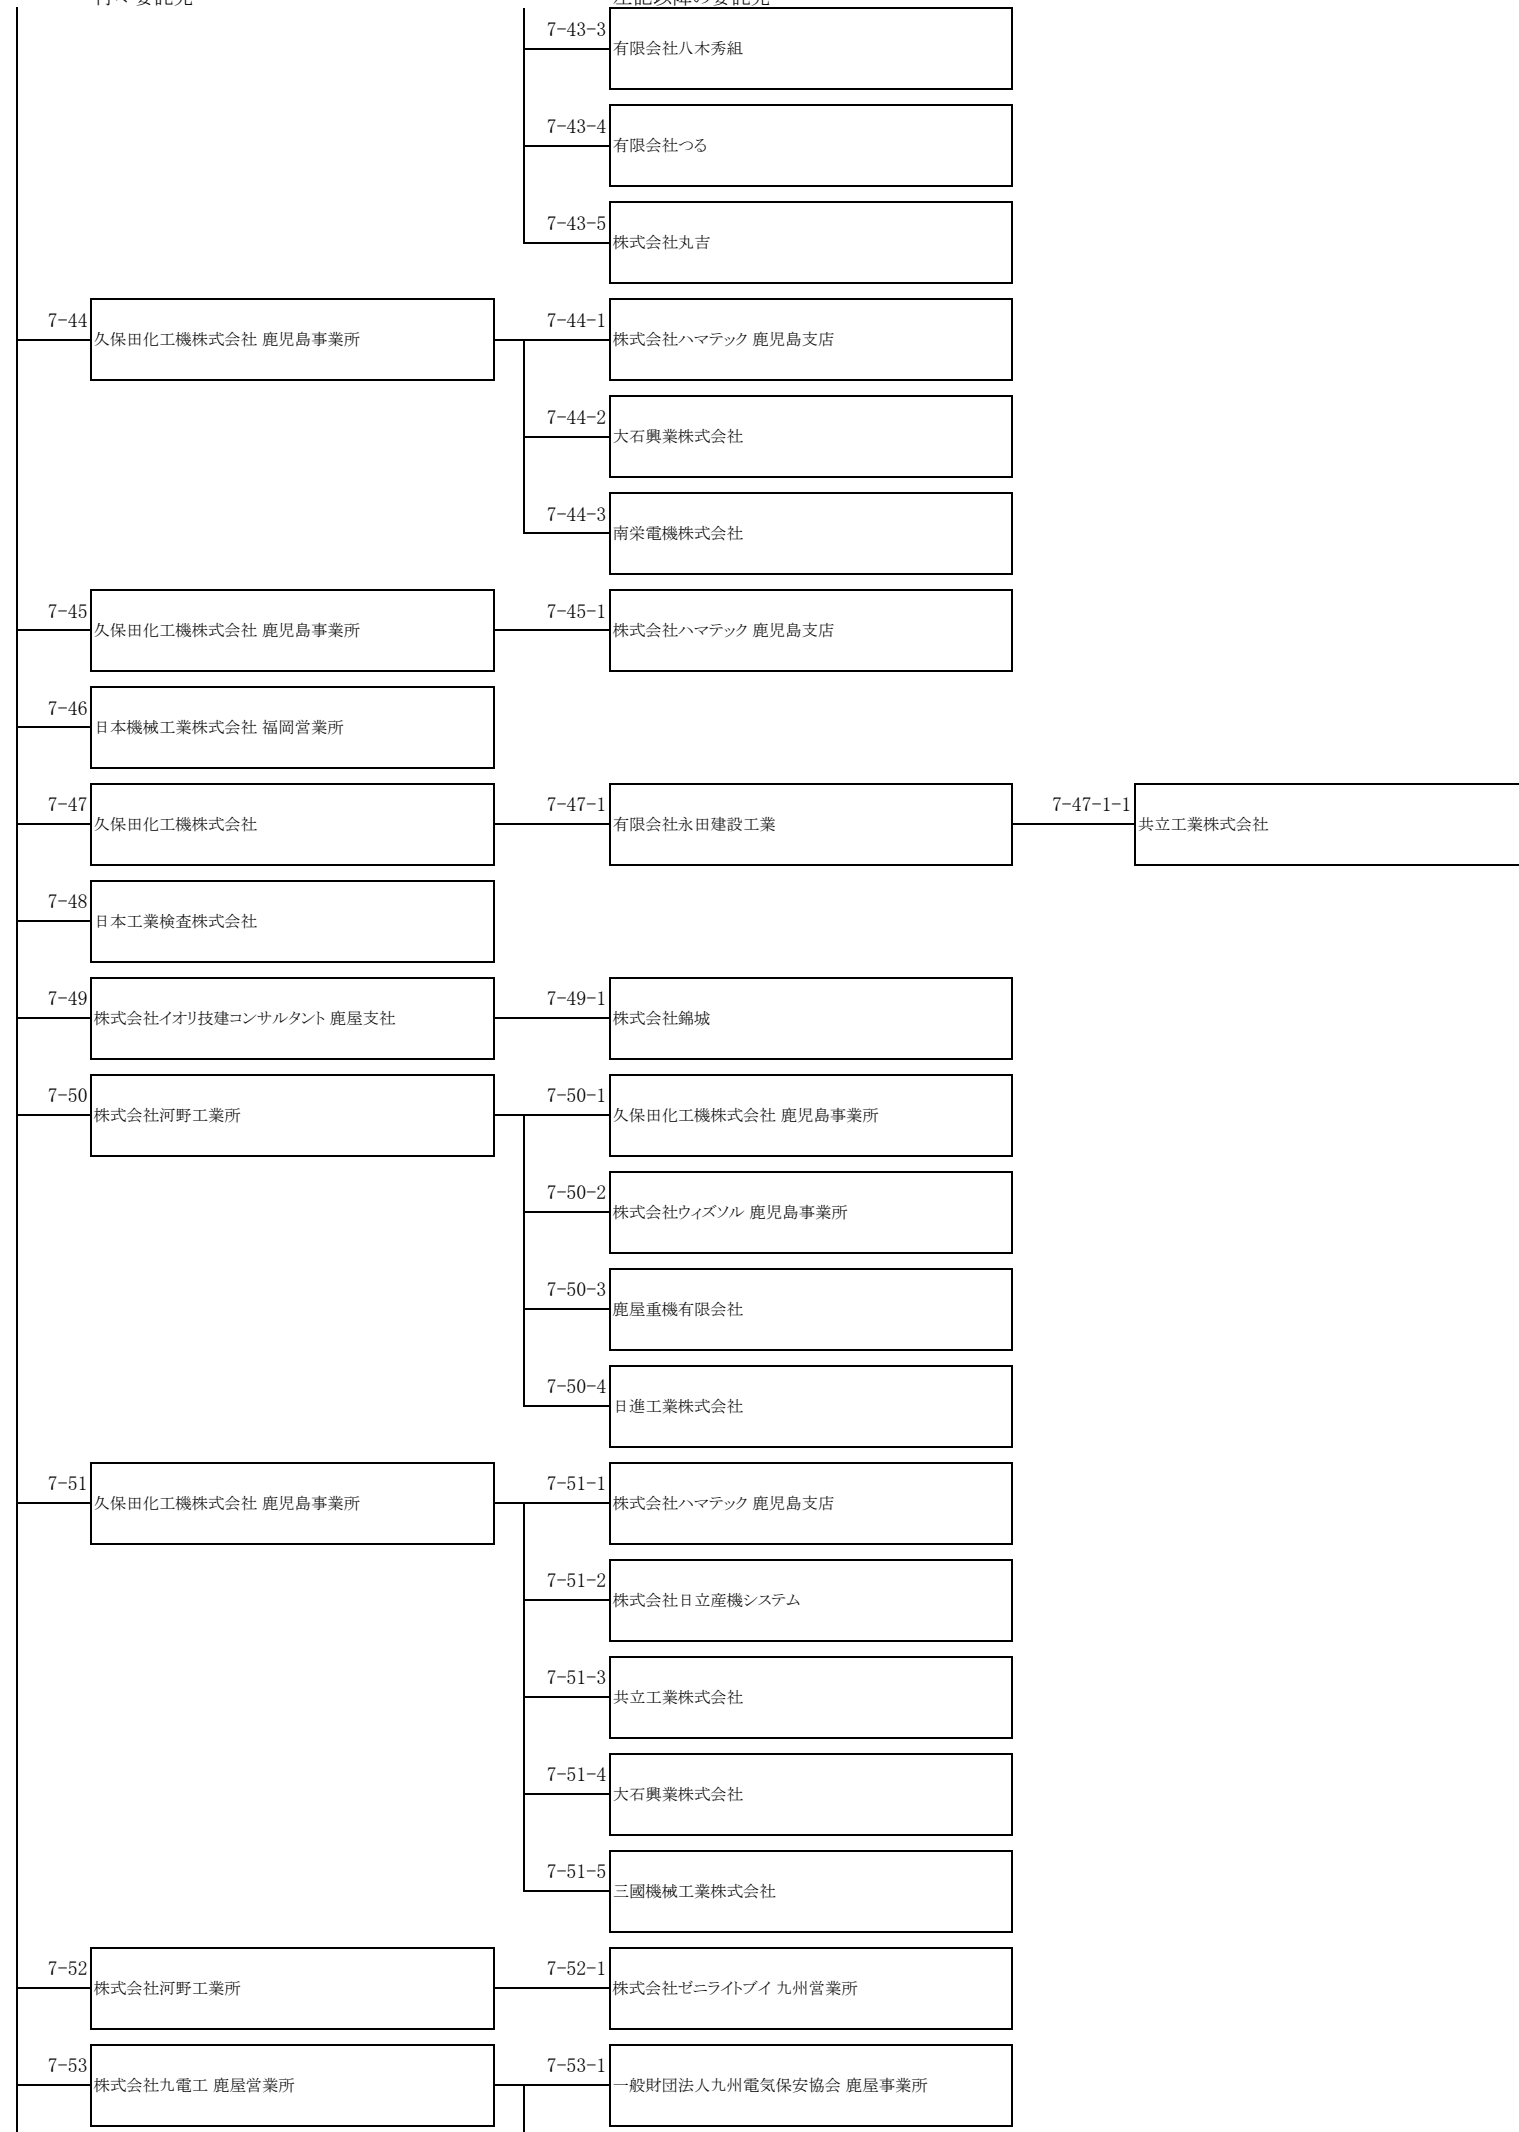 7-43-3
有限会社八木秀組
7-43-4
有限会社つる
7-43-5
株式会社丸吉
7-44
久保田化工機株式会社 鹿児島事業所
7-44-1
株式会社ハマテック 鹿児島支店
7-44-2
大石興業株式会社
7-44-3
南栄電機株式会社
7-45
久保田化工機株式会社 鹿児島事業所
7-45-1
株式会社ハマテック 鹿児島支店
7-46
日本機械工業株式会社 福岡営業所
7-47
久保田化工機株式会社
7-47-1
有限会社永田建設工業
7-47-1-1
共立工業株式会社
7-48
日本工業検査株式会社
7-49
株式会社イオリ技建コンサルタント 鹿屋支社
7-49-1
株式会社錦城
7-50
株式会社河野工業所
7-50-1
久保田化工機株式会社 鹿児島事業所
7-50-2
株式会社ウィズソル 鹿児島事業所
7-50-3
鹿屋重機有限会社
7-50-4
日進工業株式会社
7-51
久保田化工機株式会社 鹿児島事業所
7-51-1
株式会社ハマテック 鹿児島支店
7-51-2
株式会社日立産機システム
7-51-3
共立工業株式会社
7-51-4
大石興業株式会社
7-51-5
三國機械工業株式会社
7-52
株式会社河野工業所
7-52-1
株式会社ゼニライトブイ 九州営業所
7-53
株式会社九電工 鹿屋営業所
7-53-1
一般財団法人九州電気保安協会 鹿屋事業所